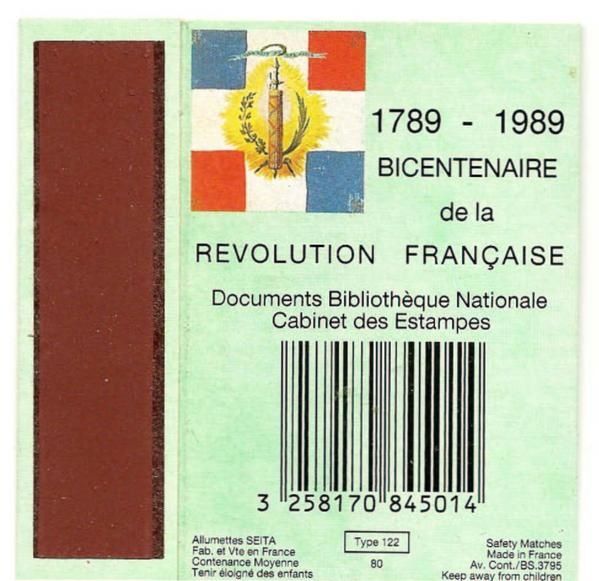 1789 - 1989
BICENTENAIRE
de la
REVOLUTION FRANÇAISE
Documents Bibliothèque Nationale
Cabinet des Estampes
3 258170 845014
Allumettes SEITA
Fab. et Vte en France
Contenance Moyenne
Tenir éloigné des enfants
Type 122
80
Safety Matches
Made in France
Av. Cont./BS.3795
Keep away from children